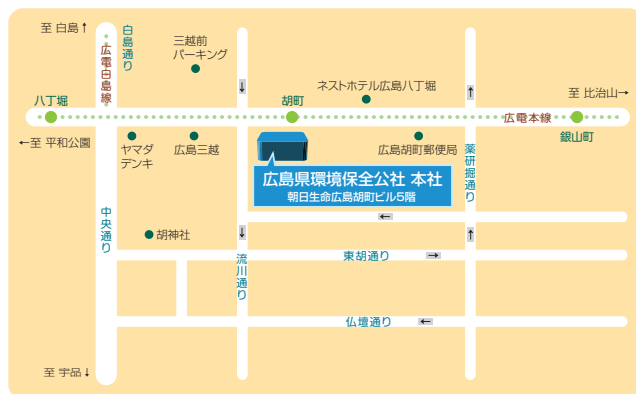 至 白島↑
白島通り
広電白島線
三越前
パーキング
↓
ネストホテル広島八丁堀
↑
至 比治山→
八丁堀
胡町
広電本線
銀山町
←至 平和公園
ヤマダ
デンキ
広島三越
広島胡町郵便局
薬研堀通り
広島県環境保全公社 本社
朝日生命広島胡町ビル5階
中央通り
胡神社
←
↓
↑
流川通り
東胡通り
→
仏壇通り
←
至 宇品↓